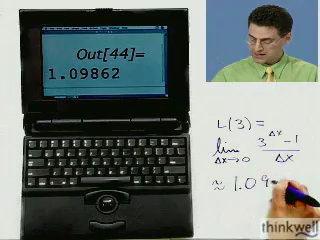 Out[44]=
1.09862
L(3) =
lim Δx→0 3^Δx -1 / Δx
≈ 1.09
thinkwell